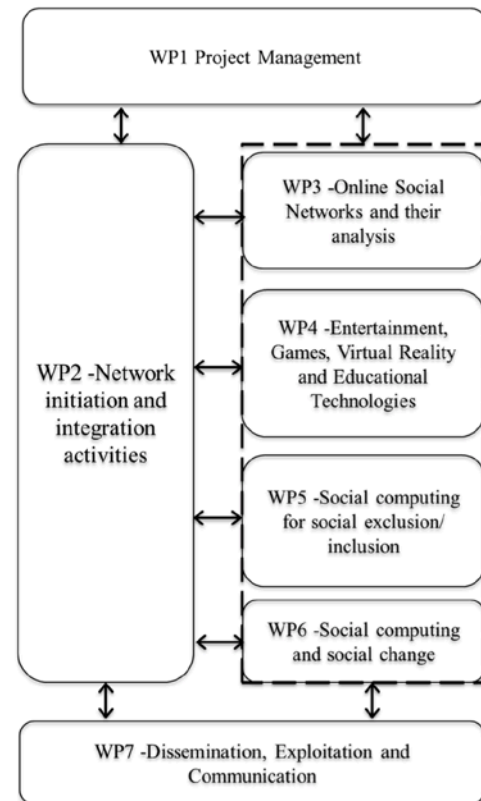 WP1 Project Management
WP2 -Network
initiation and
integration
activities
WP3 -Online Social
Networks and their
analysis
WP4 -Entertainment,
Games, Virtual Reality
and Educational
Technologies
WP5 -Social computing
for social exclusion/
inclusion
WP6 -Social computing
and social change
WP7 -Dissemination, Exploitation and
Communication